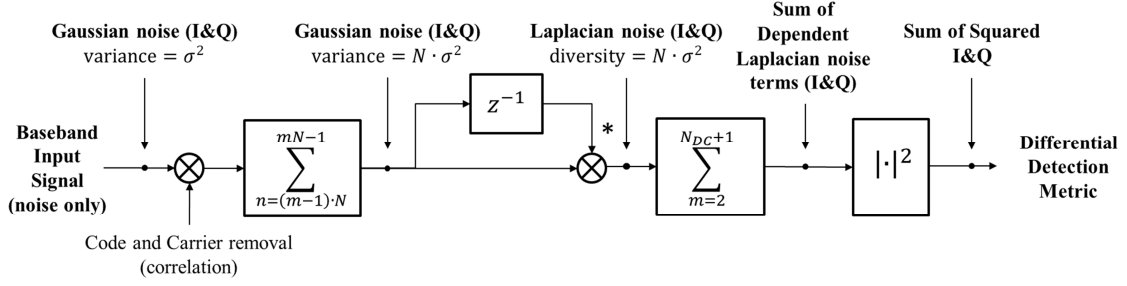 Gaussian noise (I&Q)
variance = σ²
Gaussian noise (I&Q)
variance = N · σ²
Laplacian noise (I&Q)
diversity = N · σ²
Sum of
Dependent
Laplacian noise
terms (I&Q)
Sum of Squared
I&Q
Baseband
Input
Signal
(noise only)
Code and Carrier removal
(correlation)
mN−1
∑
n=(m−1)·N
z⁻¹
*
N_DC+1
∑
m=2
|·|²
Differential
Detection
Metric